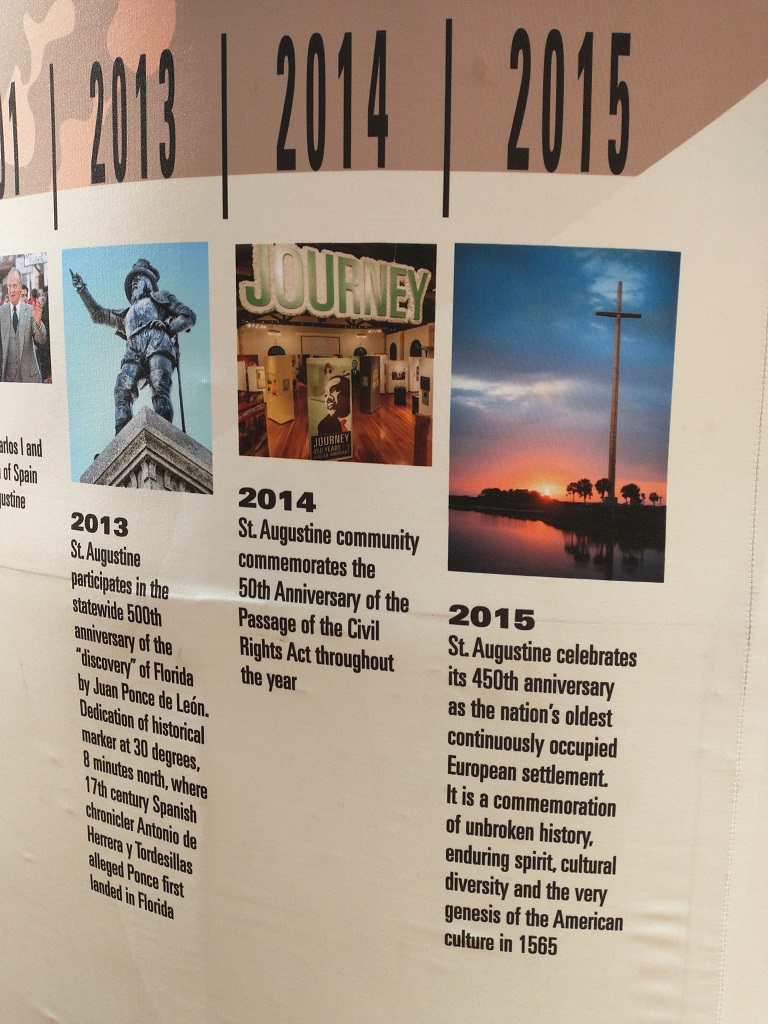 2013
2014
2015
JOURNEY
JOURNEY
arlos I and
of Spain
gustine
2013
St. Augustine
participates in the
statewide 500th
anniversary of the
"discovery" of Florida
by Juan Ponce de León.
Dedication of historical
marker at 30 degrees,
8 minutes north, where
17th century Spanish
chronicler Antonio de
Herrera y Tordesillas
alleged Ponce first
landed in Florida
2014
St. Augustine community
commemorates the
50th Anniversary of the
Passage of the Civil
Rights Act throughout
the year
2015
St. Augustine celebrates
its 450th anniversary
as the nation's oldest
continuously occupied
European settlement.
It is a commemoration
of unbroken history,
enduring spirit, cultural
diversity and the very
genesis of the American
culture in 1565